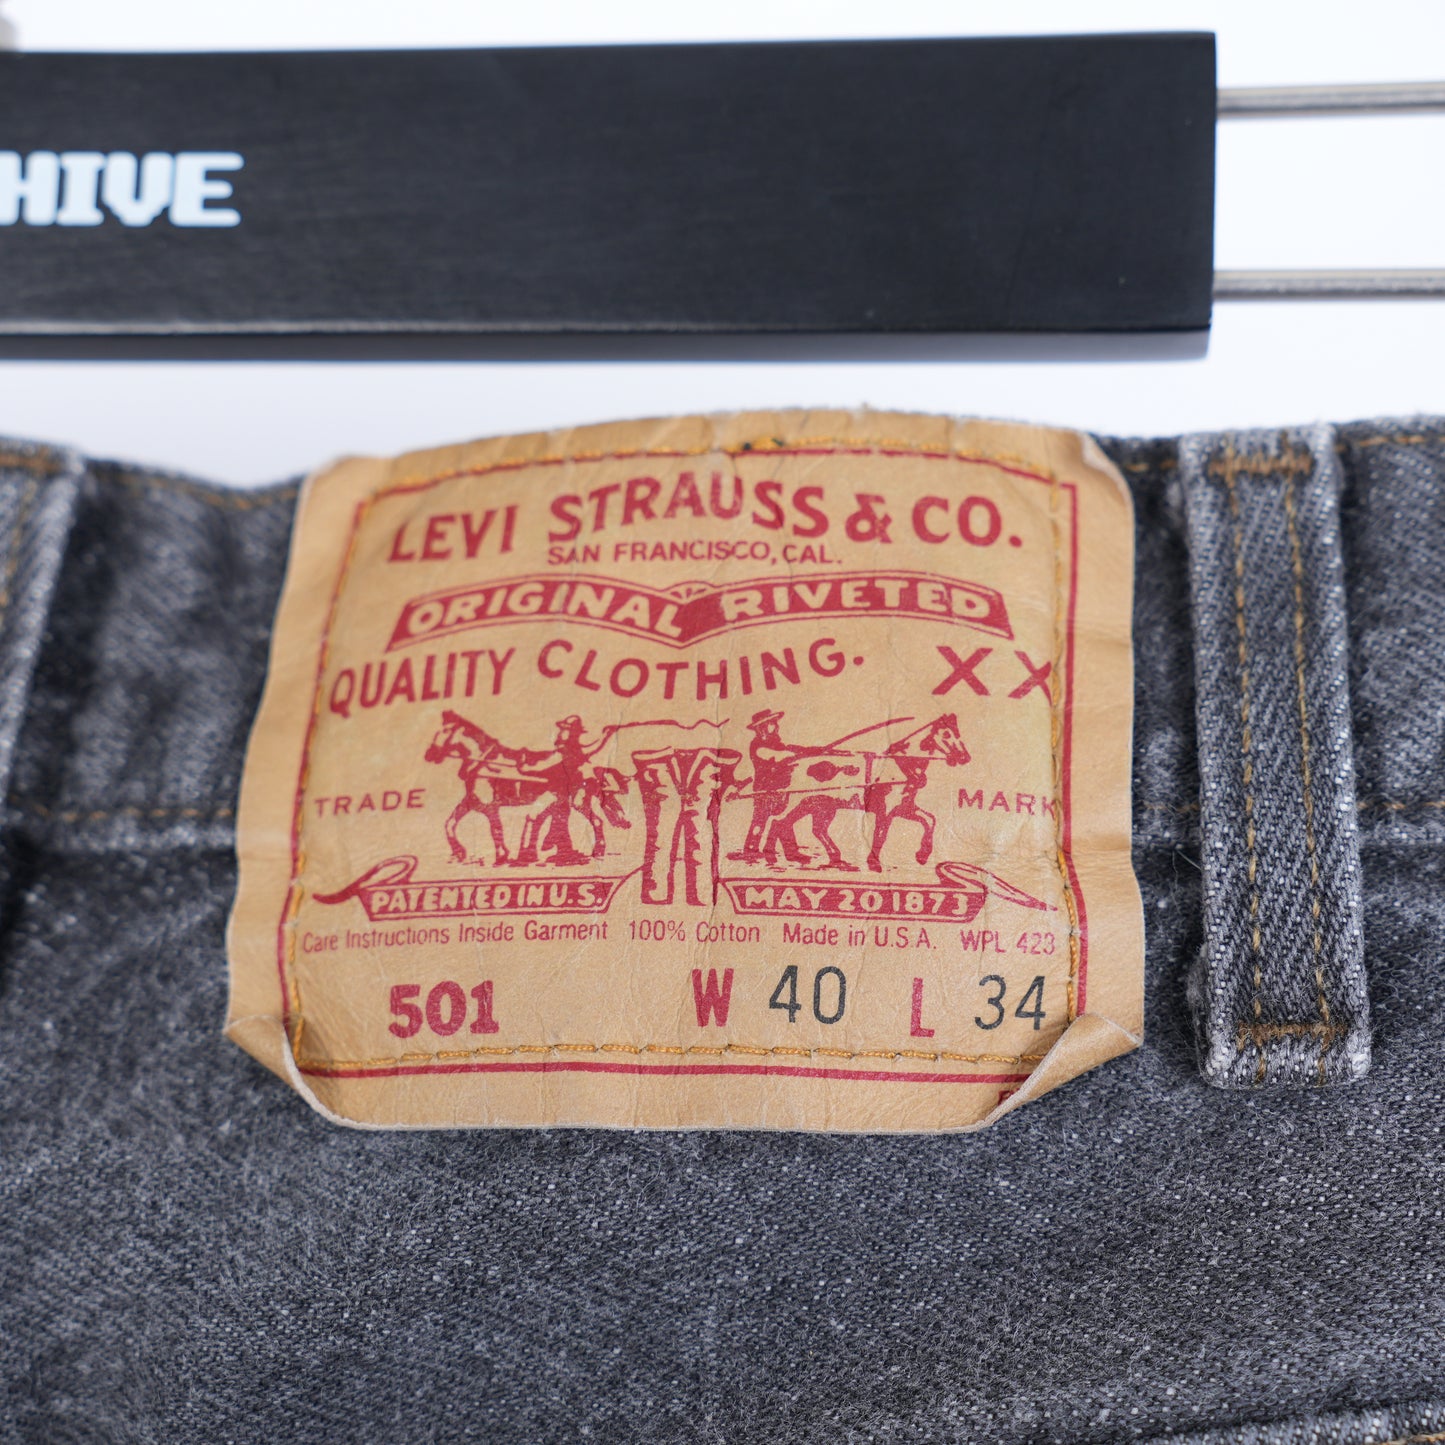 HIVE
LEVI STRAUSS & CO.
SAN FRANCISCO, CAL.
ORIGINAL RIVETED
QUALITY CLOTHING. XX
TRADE MARK
PATENTED IN U.S. MAY 20 1873
Care Instructions Inside Garment 100% Cotton Made in U.S.A. WPL 423
501 W 40 L 34